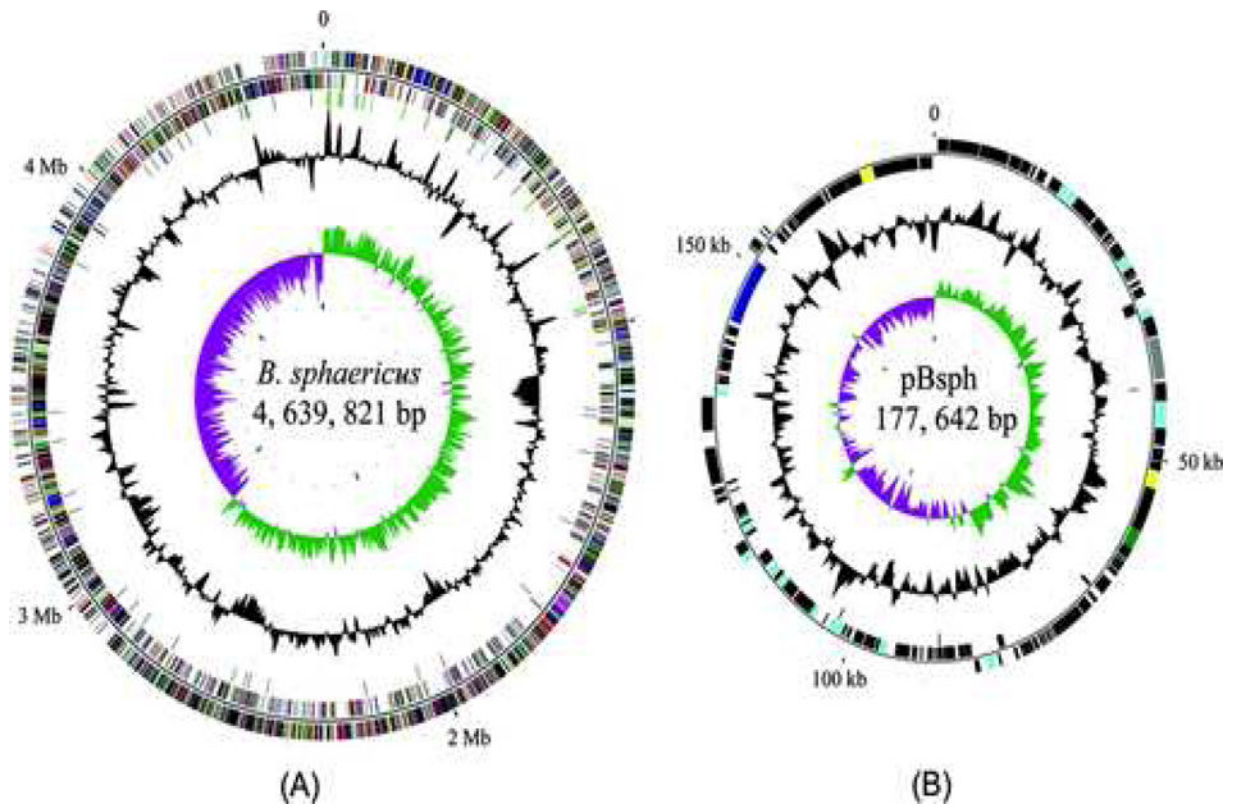 0
4 Mb
B. sphaericus
4, 639, 821 bp
3 Mb
2 Mb
(A)
0
150 kb
pBsph
177, 642 bp
50 kb
100 kb
(B)